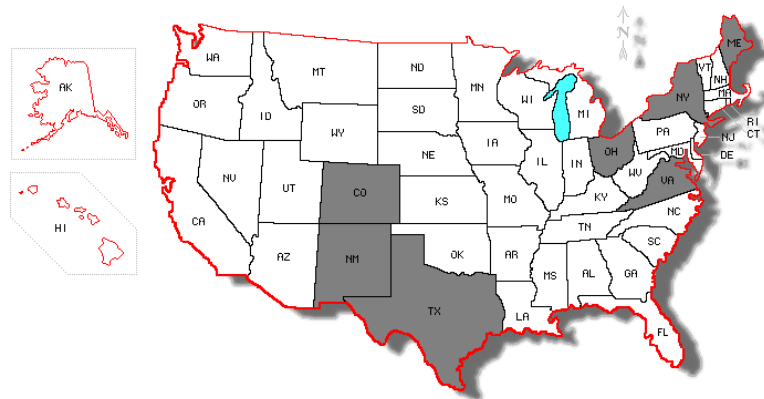 N
N
ME
WA
VT
NH
MT
ND
MN
AK
OR
WI
MA
SD
MI
NY
ID
RI
WY
CT
PA
NJ
IA
OH
MD
DE
NE
IL
IN
NV
WV
UT
VA
CO
KS
MO
KY
CA
NC
HI
TN
SC
OK
AR
AZ
NM
MS
AL
GA
TX
LA
FL